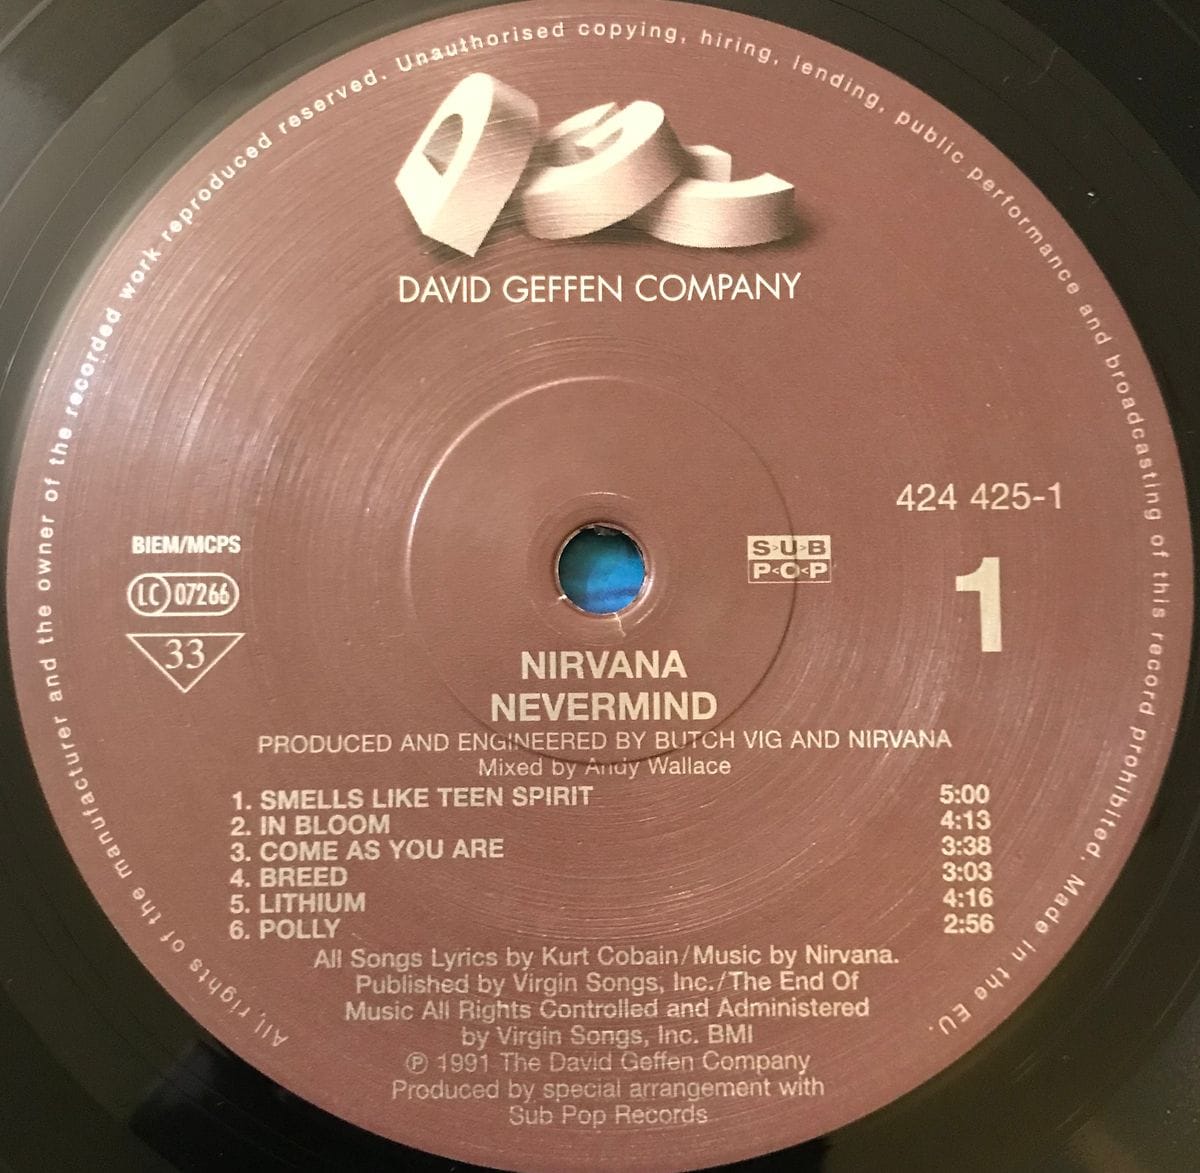 All rights of the manufacturer and the owner of the recorded work reproduced reserved. Unauthorised copying, hiring, lending, public performance and broadcasting of this record prohibited. Made in the EU.
DGC
DAVID GEFFEN COMPANY
424 425-1
BIEM/MCPS
LC 07266
33
S>U>B
P<O<P
1
NIRVANA
NEVERMIND
PRODUCED AND ENGINEERED BY BUTCH VIG AND NIRVANA
Mixed by Andy Wallace
1. SMELLS LIKE TEEN SPIRIT 5:00
2. IN BLOOM 4:13
3. COME AS YOU ARE 3:38
4. BREED 3:03
5. LITHIUM 4:16
6. POLLY 2:56
All Songs Lyrics by Kurt Cobain/Music by Nirvana.
Published by Virgin Songs, Inc./The End Of
Music All Rights Controlled and Administered
by Virgin Songs, Inc. BMI
℗ 1991 The David Geffen Company
Produced by special arrangement with
Sub Pop Records